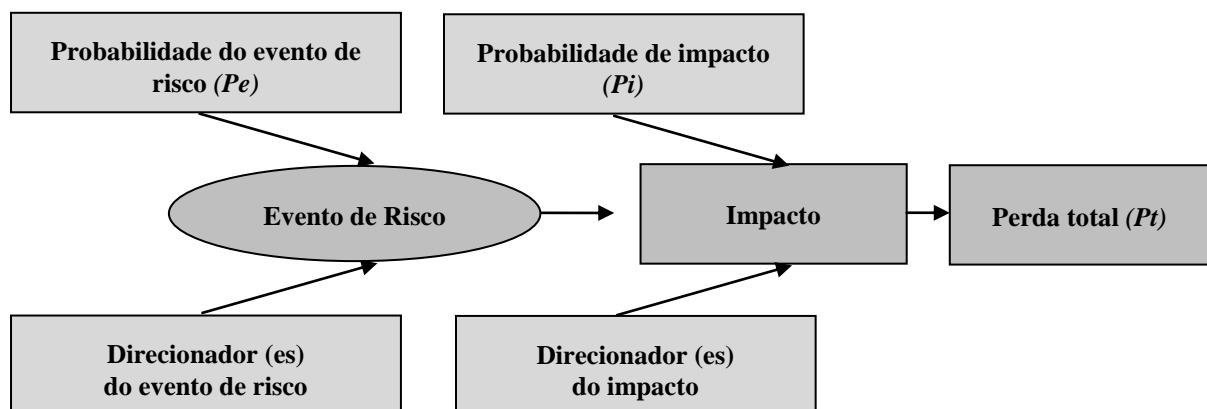 Probabilidade do evento de
risco (Pe)
Probabilidade de impacto
(Pi)
Evento de Risco
Impacto
Perda total (Pt)
Direcionador (es)
do evento de risco
Direcionador (es)
do impacto